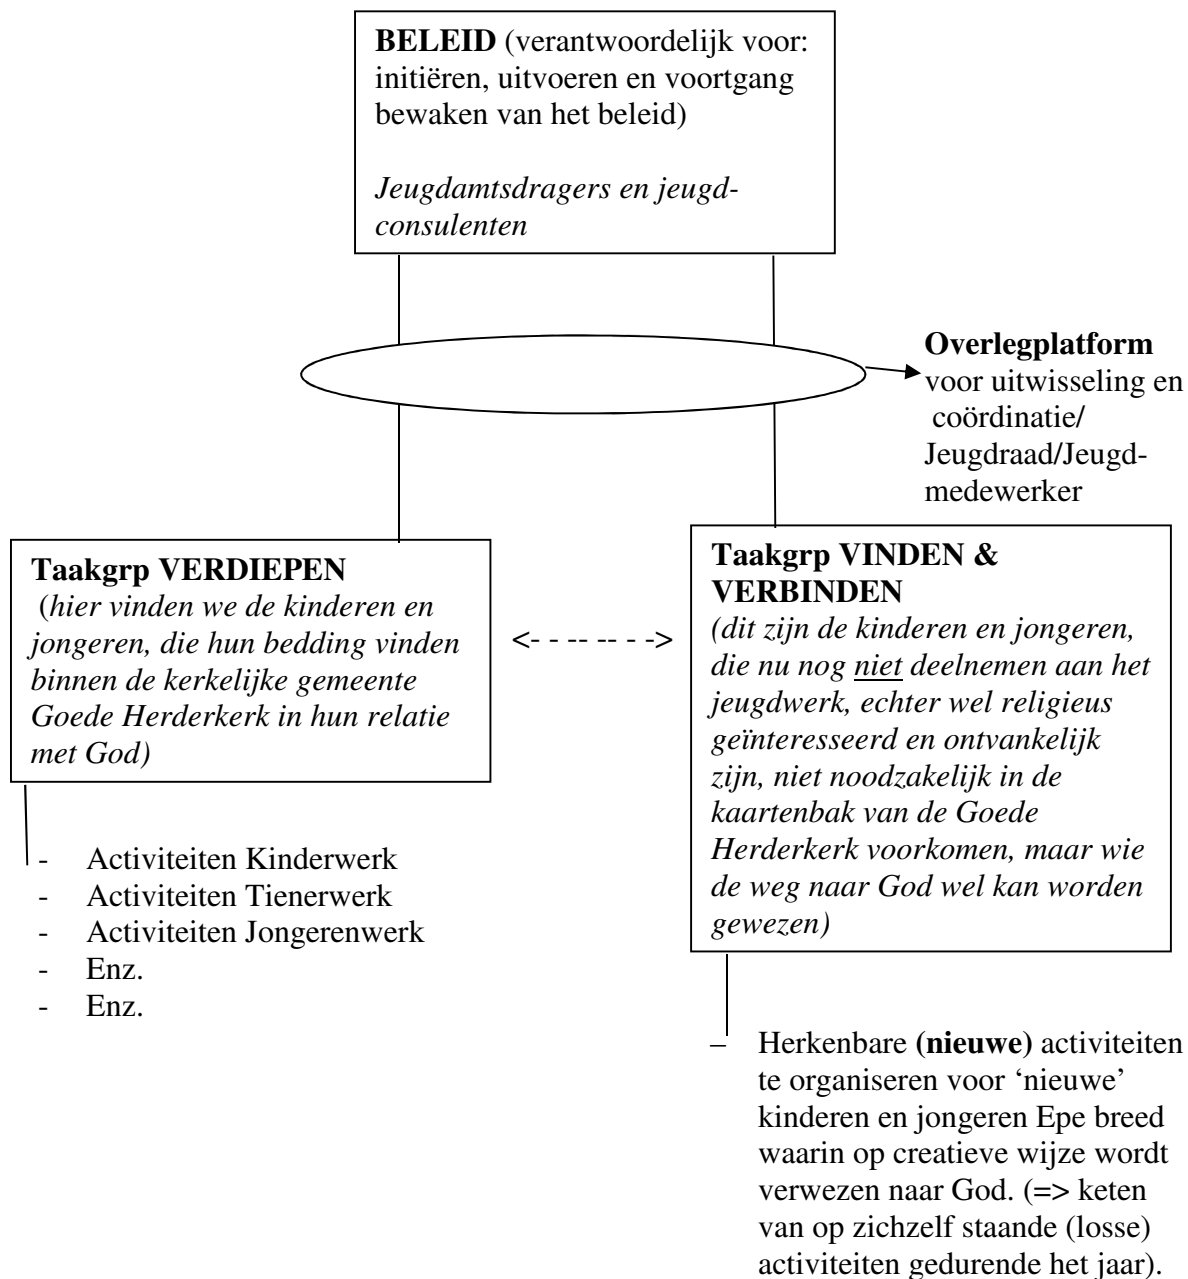 BELEID (verantwoordelijk voor:
initiëren, uitvoeren en voortgang
bewaken van het beleid)
Jeugdamtsdragers en jeugd-
consulenten
Overlegplatform
voor uitwisseling en
coördinatie/
Jeugdraad/Jeugd-
medewerker
Taakgrp VERDIEPEN
(hier vinden we de kinderen en
jongeren, die hun bedding vinden
binnen de kerkelijke gemeente
Goede Herderkerk in hun relatie
met God)
<- - -- -- - ->
Taakgrp VINDEN &
VERBINDEN
(dit zijn de kinderen en jongeren,
die nu nog niet deelnemen aan het
jeugdwerk, echter wel religieus
geïnteresseerd en ontvankelijk
zijn, niet noodzakelijk in de
kaartenbak van de Goede
Herderkerk voorkomen, maar wie
de weg naar God wel kan worden
gewezen)
- Activiteiten Kinderwerk
- Activiteiten Tienerwerk
- Activiteiten Jongerenwerk
- Enz.
- Enz.
– Herkenbare (nieuwe) activiteiten
te organiseren voor ‘nieuwe’
kinderen en jongeren Epe breed
waarin op creatieve wijze wordt
verwezen naar God. (=> keten
van op zichzelf staande (losse)
activiteiten gedurende het jaar).